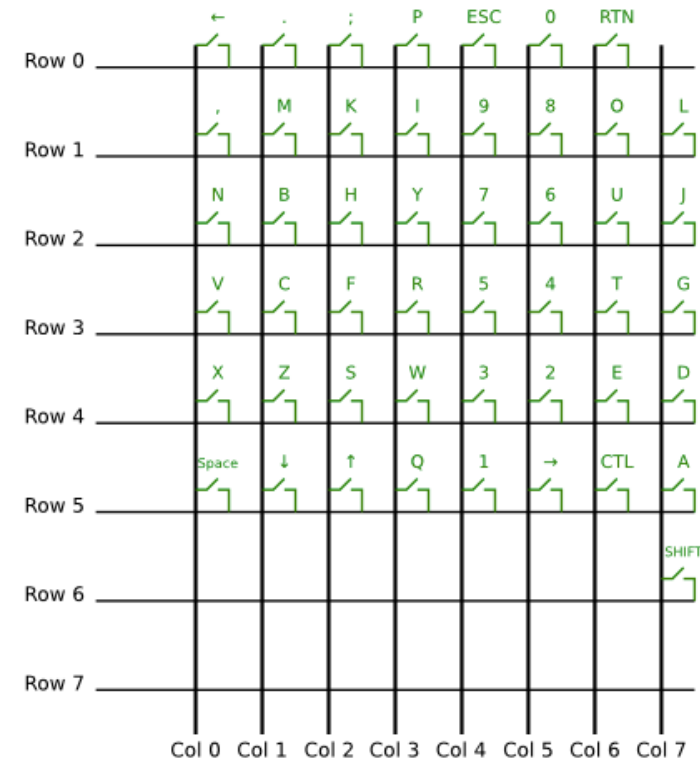 ← . ; P ESC 0 RTN
Row 0
, M K I 9 8 O L
Row 1
N B H Y 7 6 U J
Row 2
V C F R 5 4 T G
Row 3
X Z S W 3 2 E D
Row 4
Space ↓ ↑ Q 1 → CTL A
Row 5
SHIFT
Row 6
Row 7
Col 0 Col 1 Col 2 Col 3 Col 4 Col 5 Col 6 Col 7